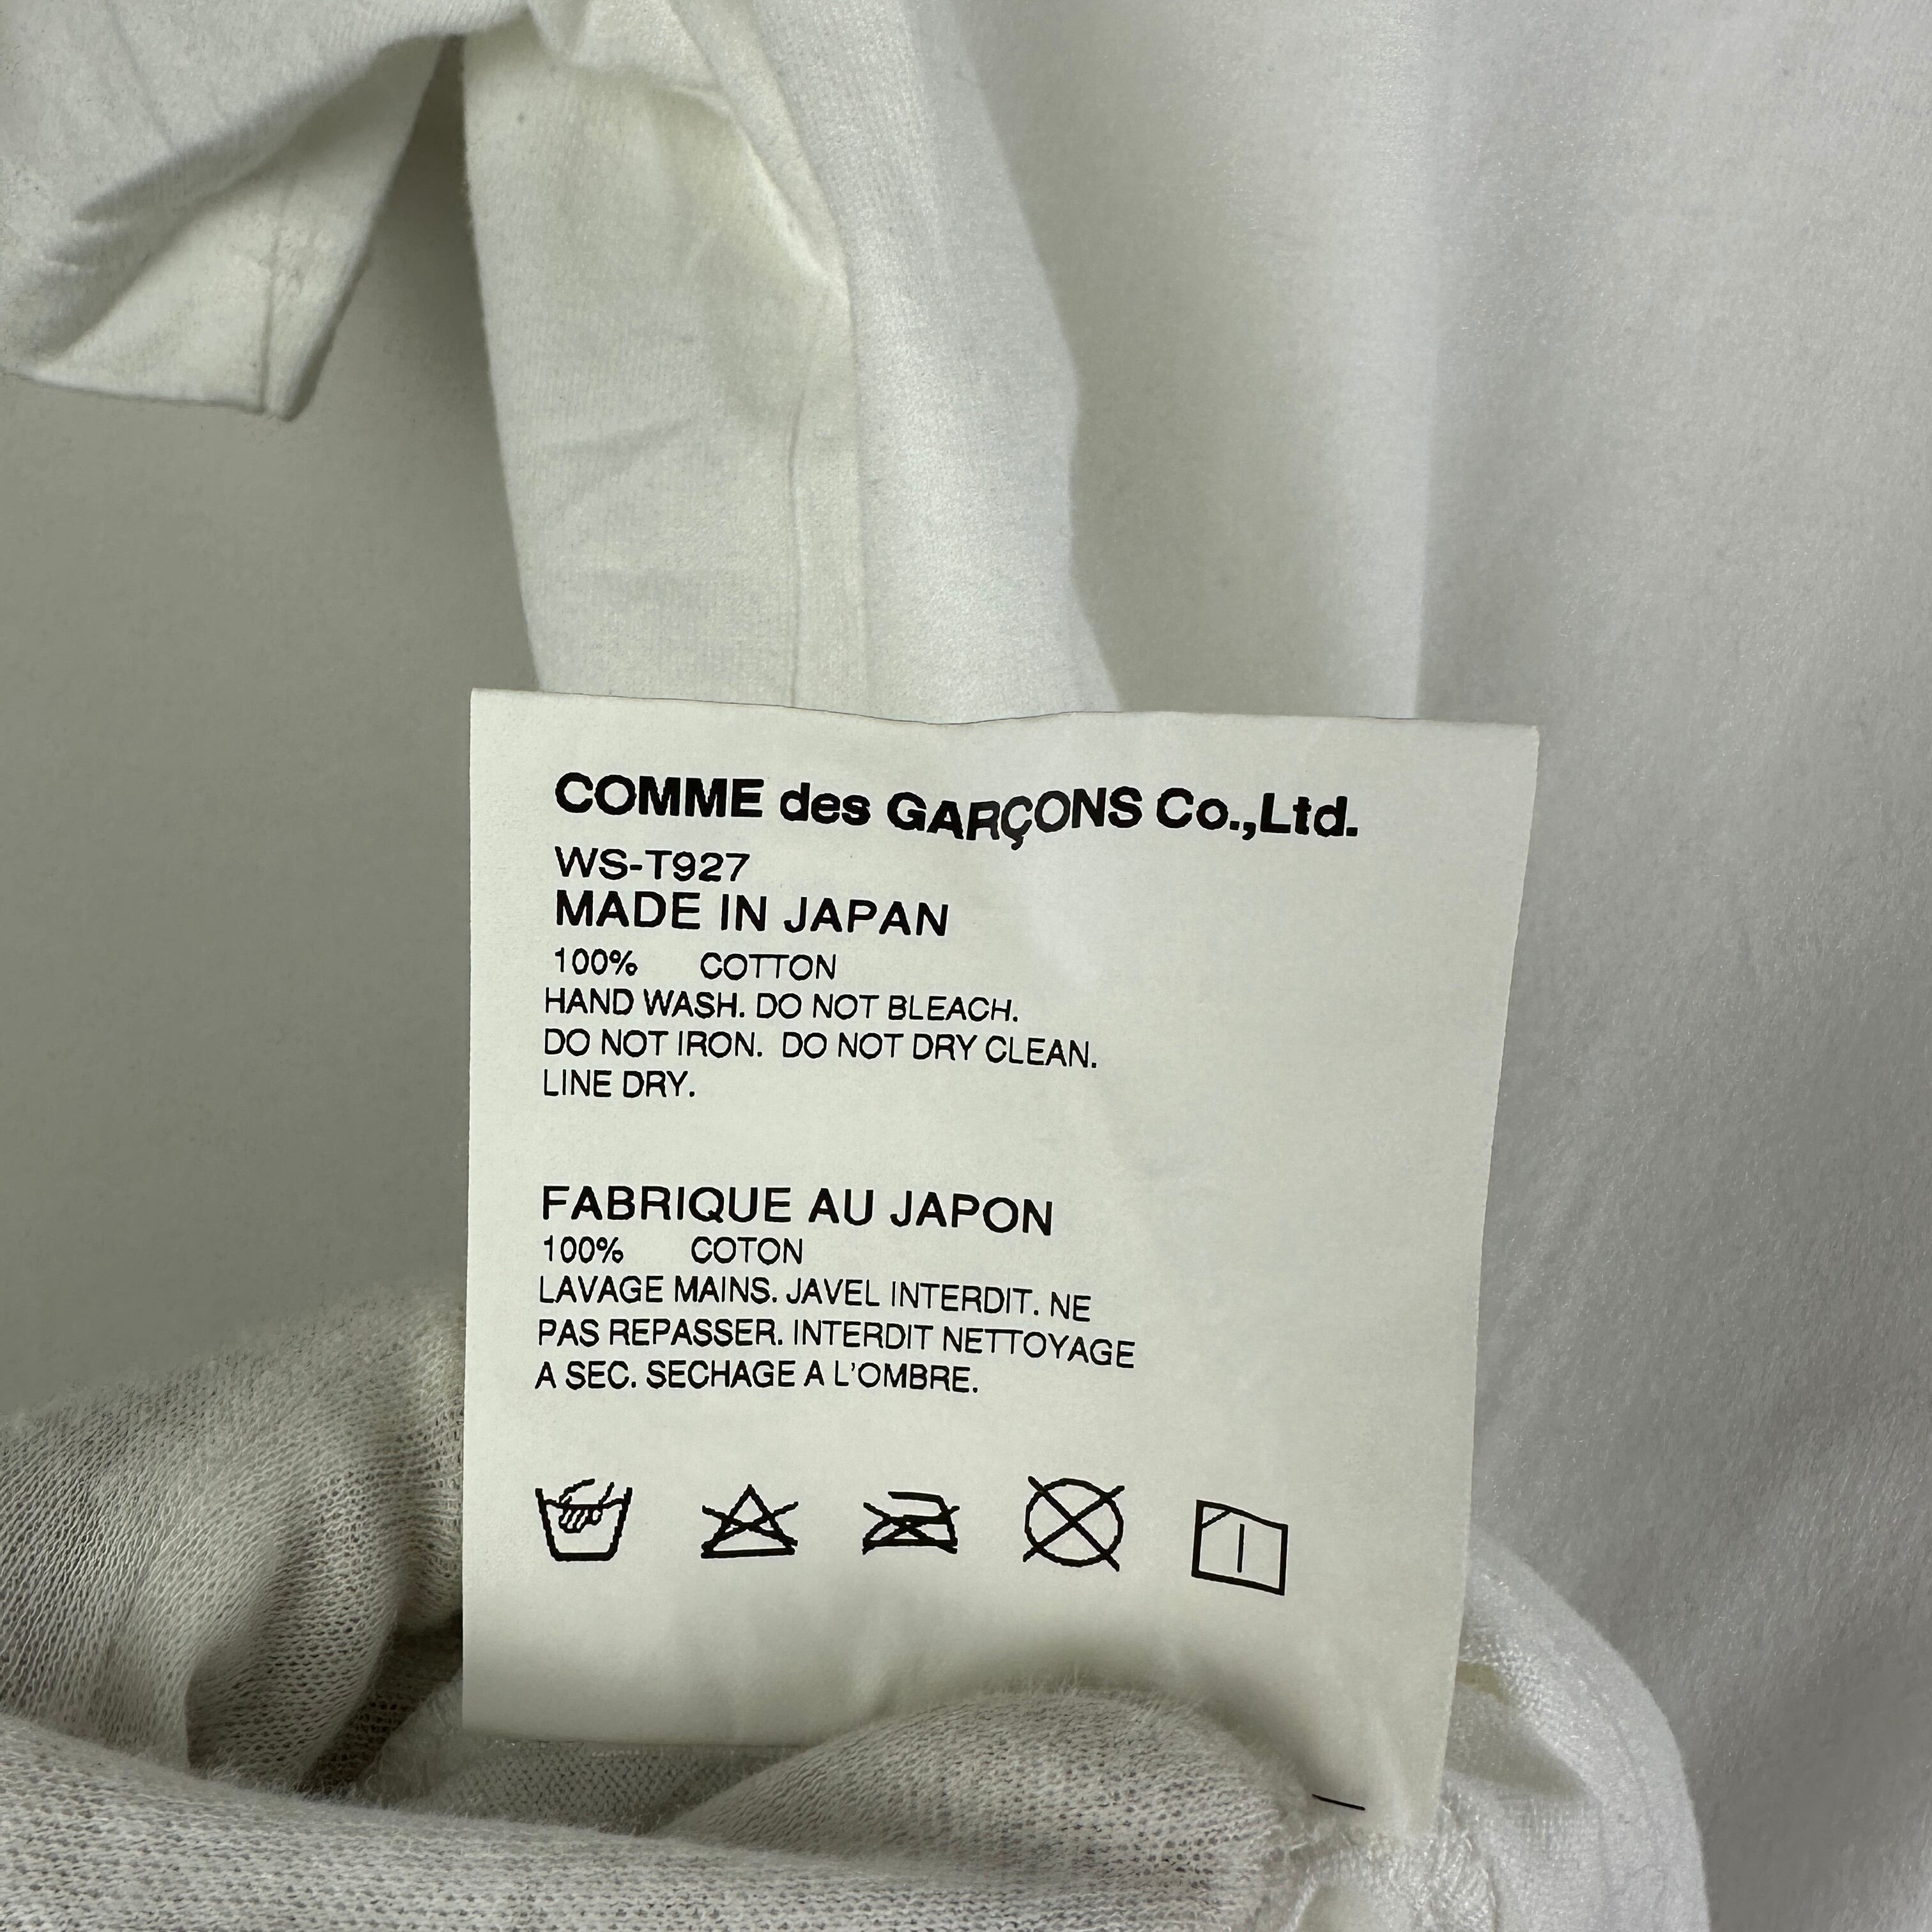 COMME des GARÇONS Co.,Ltd.
WS-T927
MADE IN JAPAN
100% COTTON
HAND WASH. DO NOT BLEACH.
DO NOT IRON. DO NOT DRY CLEAN.
LINE DRY.
FABRIQUE AU JAPON
100% COTON
LAVAGE MAINS. JAVEL INTERDIT. NE
PAS REPASSER. INTERDIT NETTOYAGE
A SEC. SECHAGE A L'OMBRE.